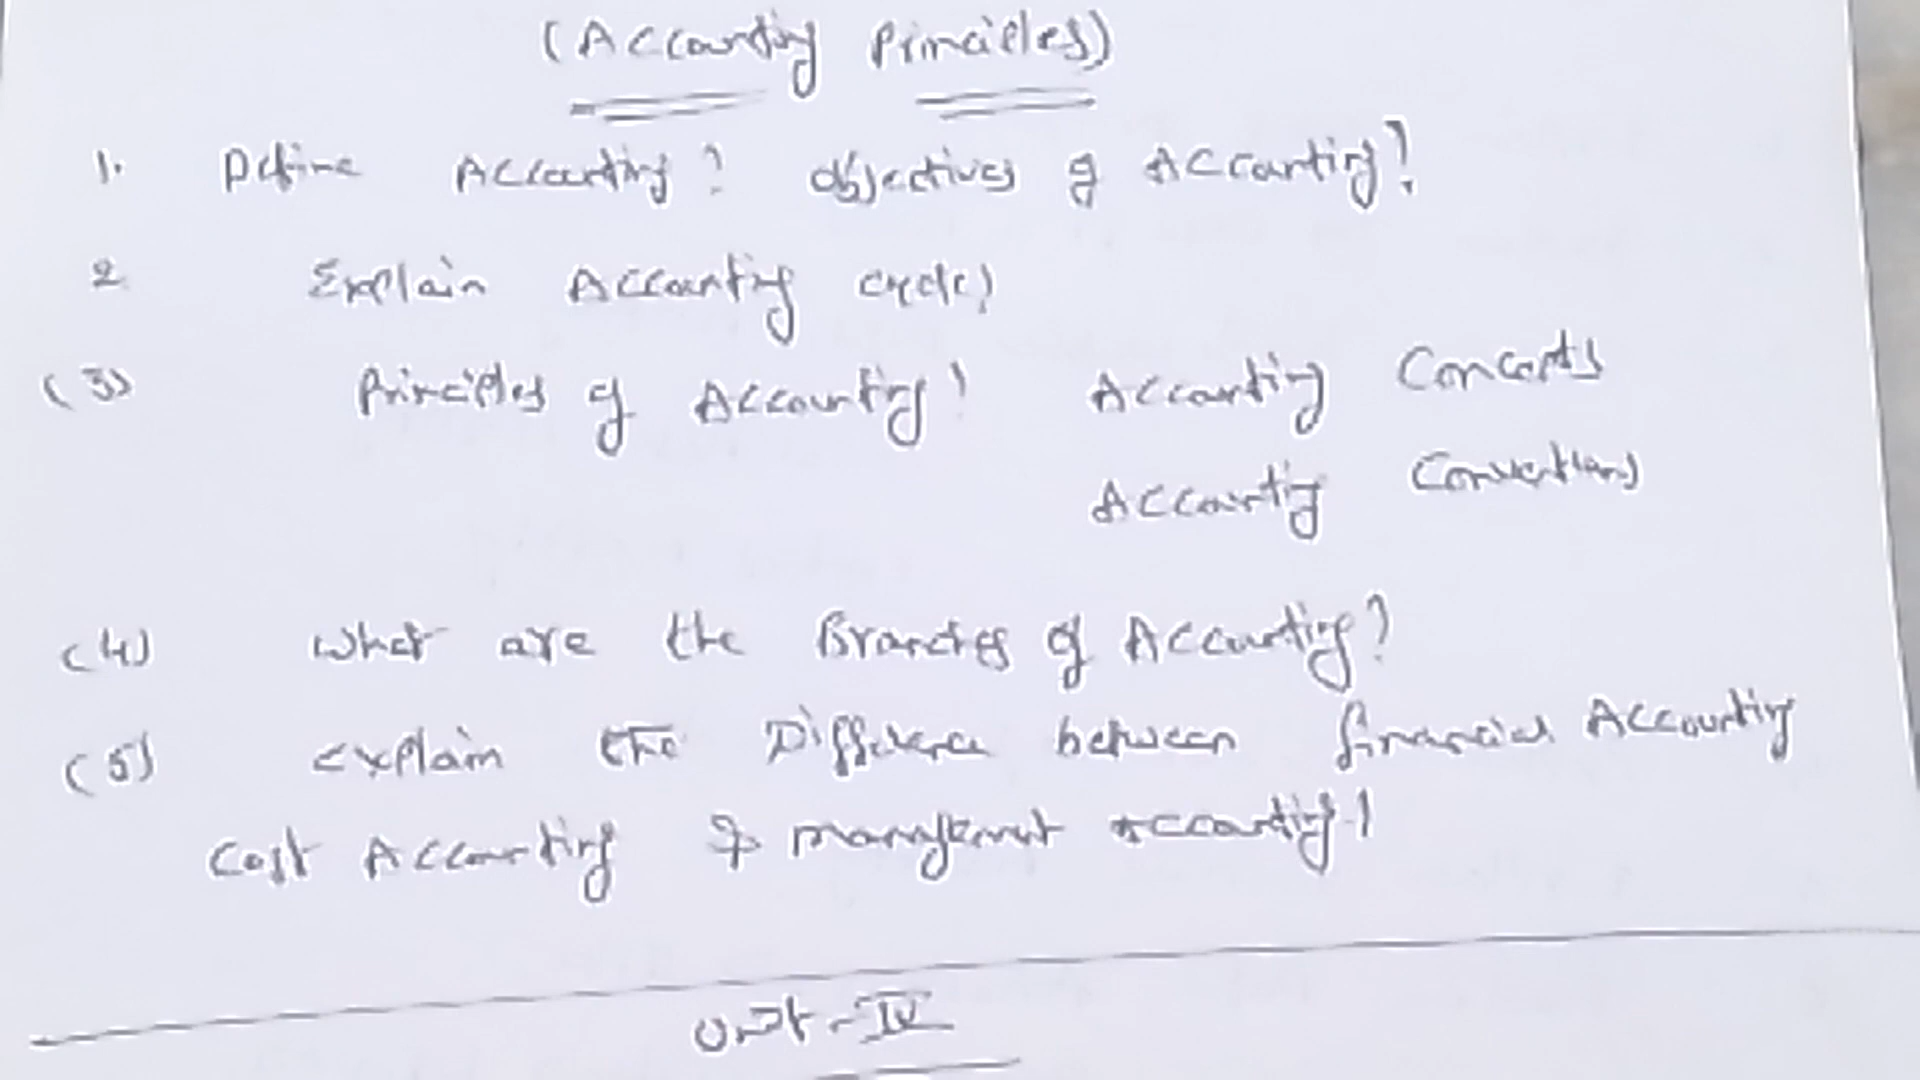 (Accounting Principles)
1. Define Accounting? Objectives of Accounting?
2 Explain Accounting cycle?
(3) Principles of Accounting? Accounting Concepts
Accounting Conventions
(4) What are the Branches of Accounting?
(5) Explain the Difference between financial Accounting
Cost Accounting & management accounting?
Unit-IV